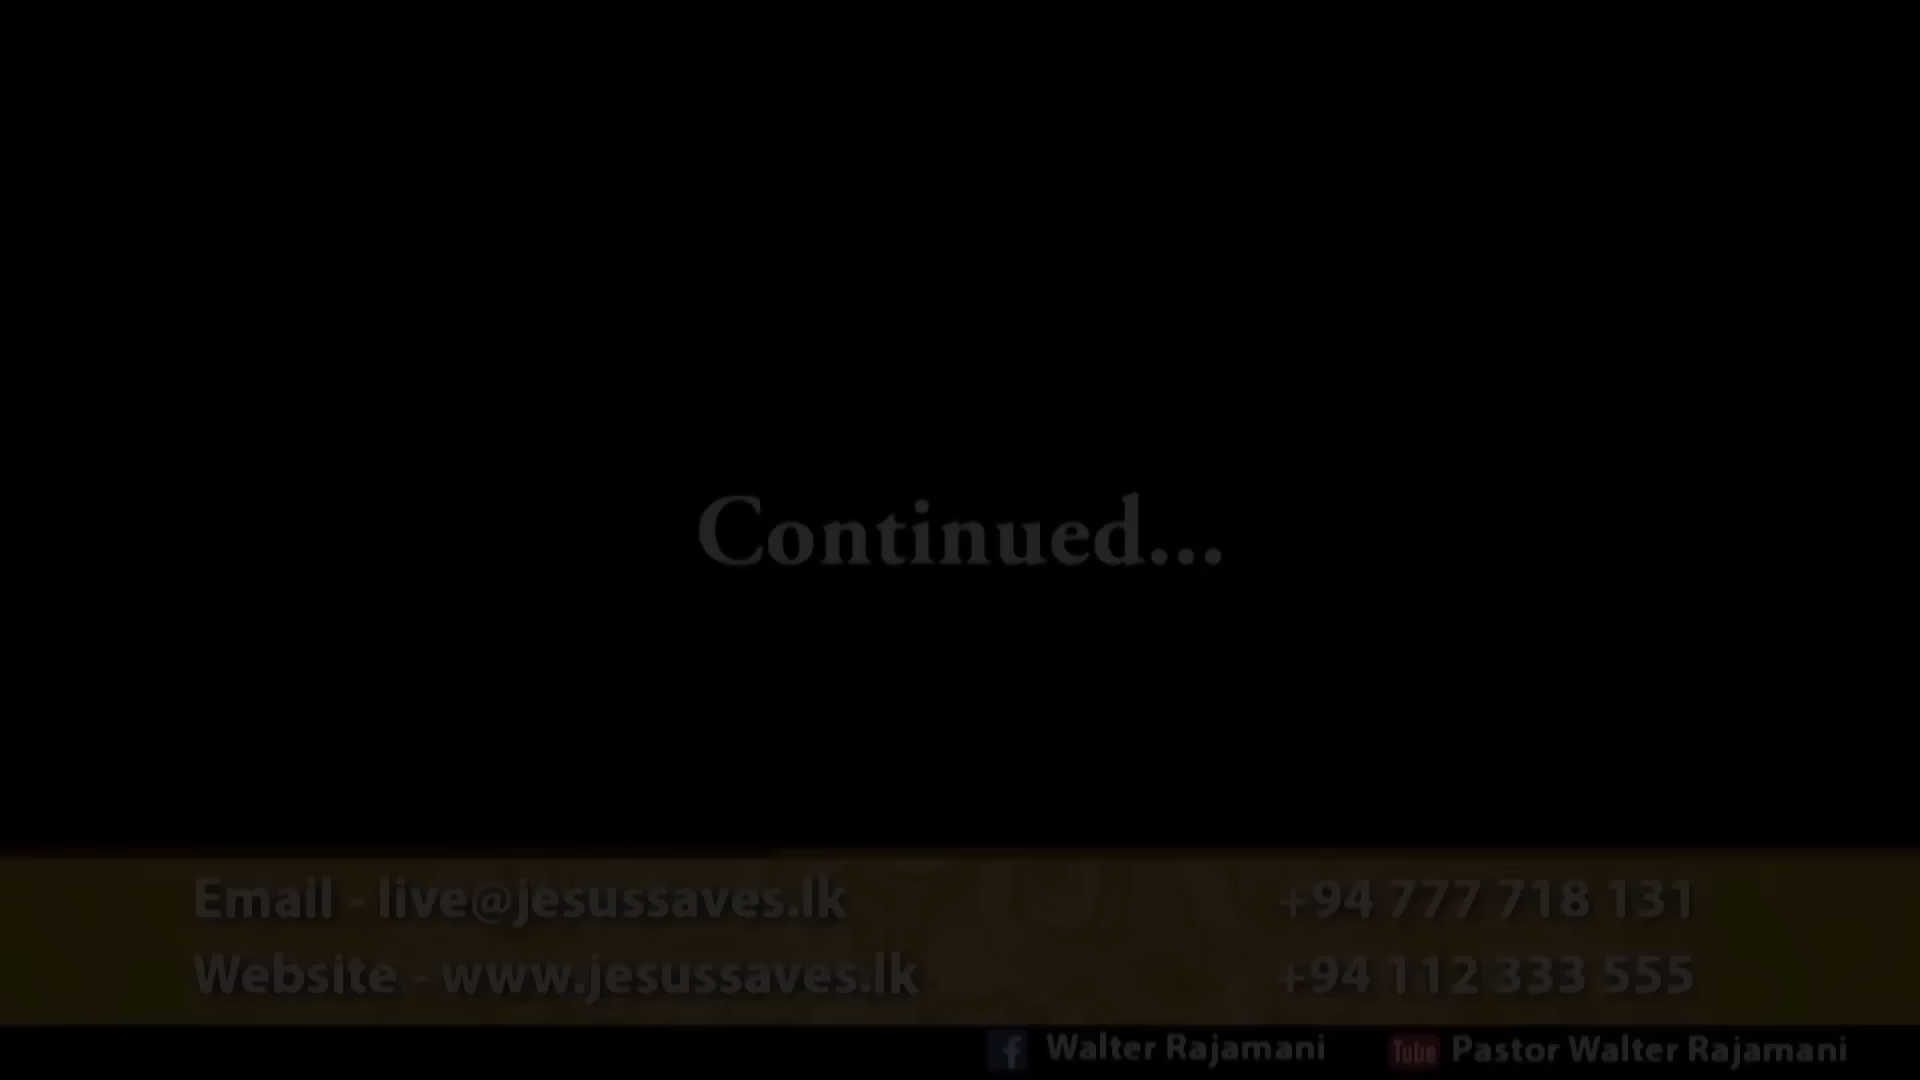 Continued...
Email - live@jesussaves.lk
+94 777 718 131
Website - www.jesussaves.lk
+94 112 333 555
f Walter Rajamani
Tube Pastor Walter Rajamani